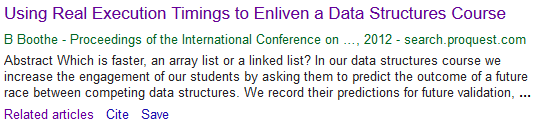 Using Real Execution Timings to Enliven a Data Structures Course
B Boothe - Proceedings of the International Conference on …, 2012 - search.proquest.com
Abstract Which is faster, an array list or a linked list? In our data structures course we
increase the engagement of our students by asking them to predict the outcome of a future
race between competing data structures. We record their predictions for future validation, ...
Related articles Cite Save